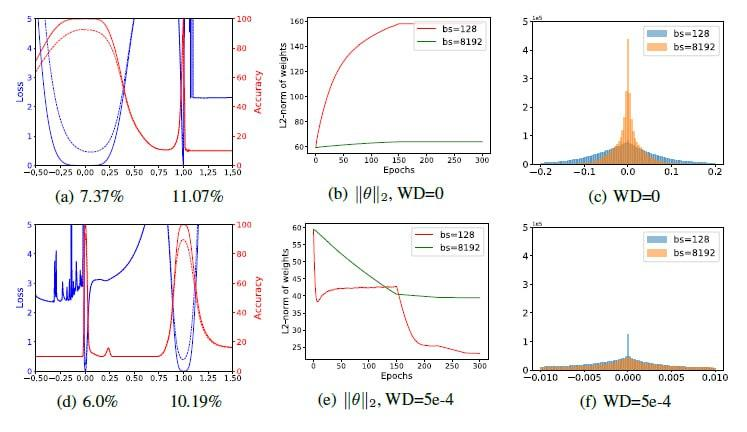 5
4
3
2
1
0
Loss
100
80
60
40
20
0
Accuracy
−0.50 −0.25 0.00 0.25 0.50 0.75 1.00 1.25 1.50
(a) 7.37% 11.07%
160
140
120
100
80
60
L2-norm of weights
bs=128
bs=8192
0 50 100 150 200 250 300
Epochs
(b) ‖θ‖₂, WD=0
1e5
5
4
3
2
1
0
bs=128
bs=8192
−0.2 −0.1 0.0 0.1 0.2
(c) WD=0
5
4
3
2
1
0
Loss
100
80
60
40
20
0
Accuracy
−0.50 −0.25 0.00 0.25 0.50 0.75 1.00 1.25 1.50
(d) 6.0% 10.19%
60
55
50
45
40
35
30
25
L2-norm of weights
bs=128
bs=8192
0 50 100 150 200 250 300
Epochs
(e) ‖θ‖₂, WD=5e-4
1e5
5
4
3
2
1
0
bs=128
bs=8192
−0.010 −0.005 0.000 0.005 0.010
(f) WD=5e-4